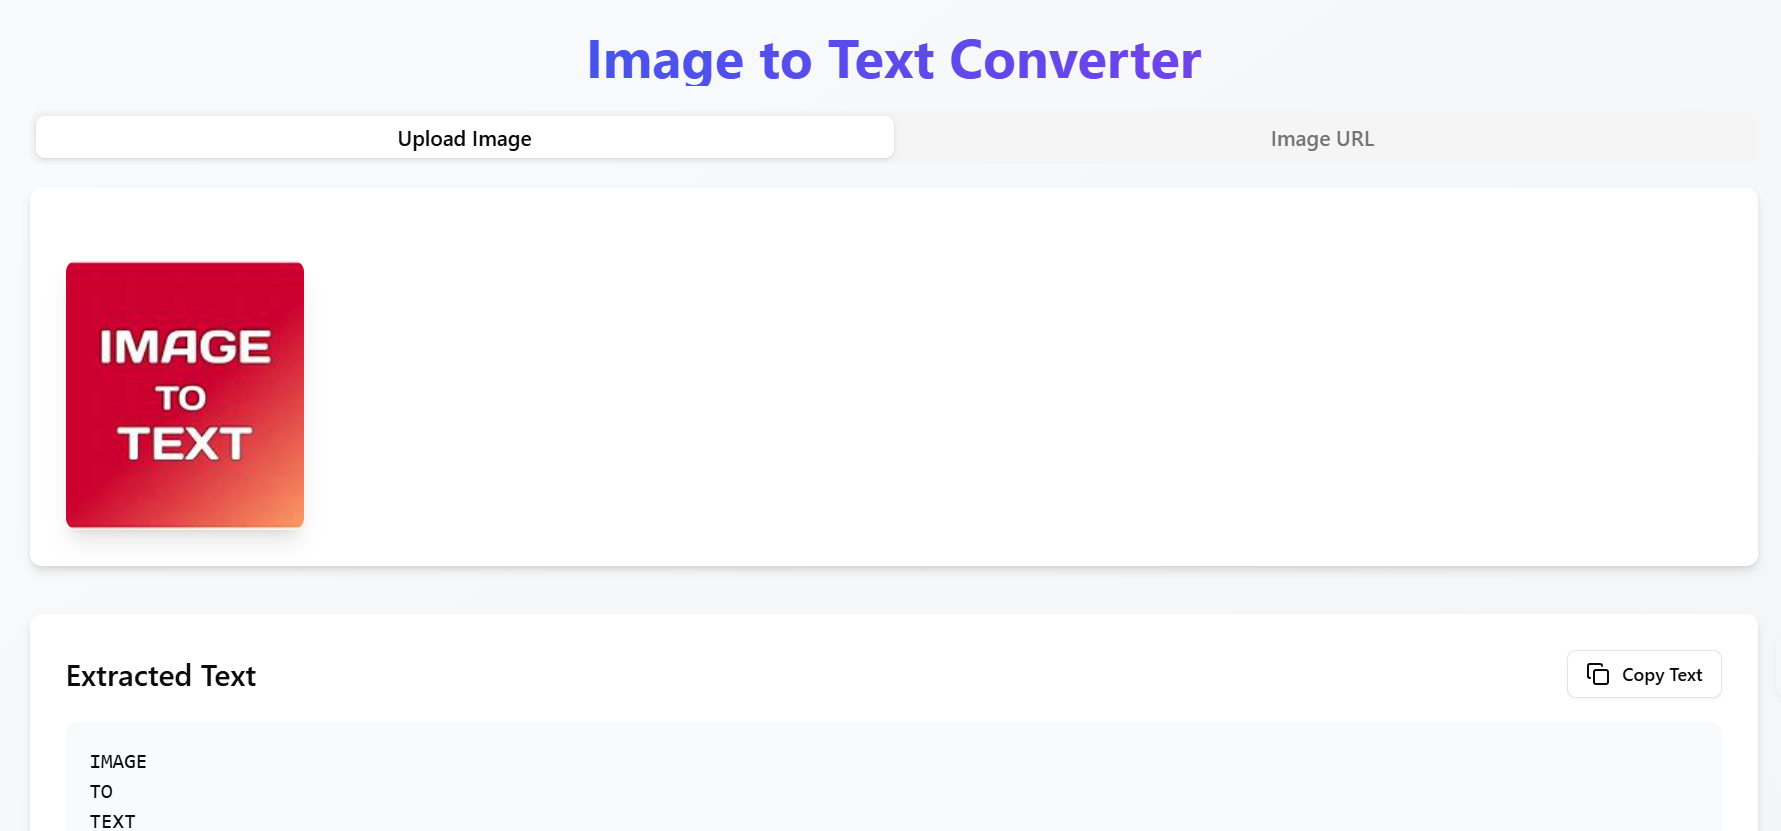 Image to Text Converter
Upload Image
Image URL
IMAGE
TO
TEXT
Extracted Text
Copy Text
IMAGE
TO
TEXT